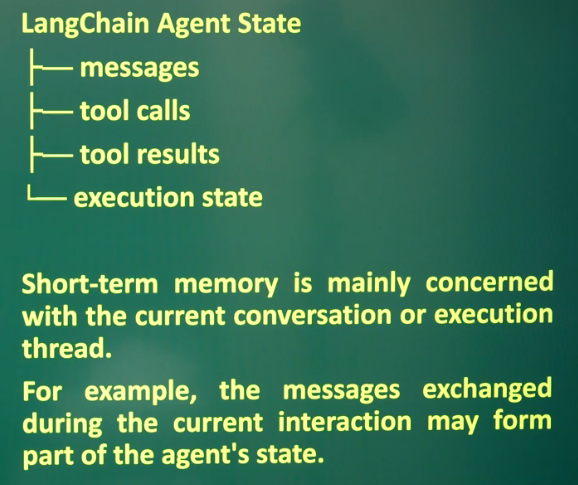 LangChain Agent State
├── messages
├── tool calls
├── tool results
└── execution state
Short-term memory is mainly concerned
with the current conversation or execution
thread.
For example, the messages exchanged
during the current interaction may form
part of the agent's state.